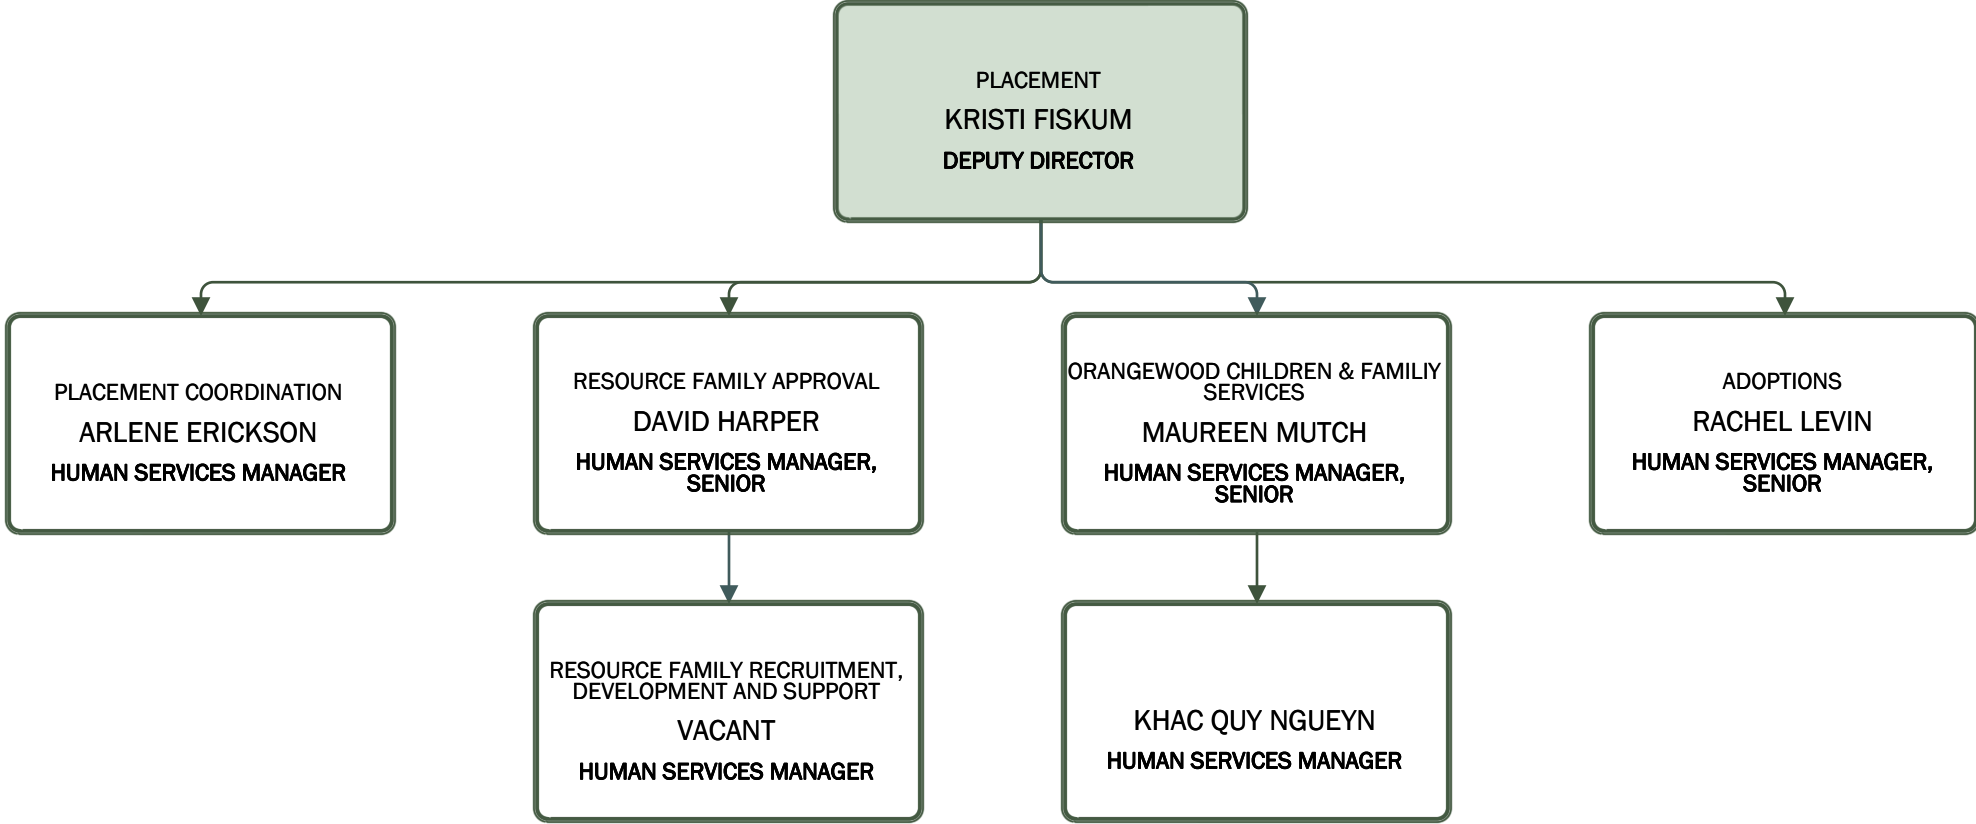 PLACEMENT
KRISTI FISKUM
DEPUTY DIRECTOR
PLACEMENT COORDINATION
ARLENE ERICKSON
HUMAN SERVICES MANAGER
RESOURCE FAMILY APPROVAL
DAVID HARPER
HUMAN SERVICES MANAGER,
SENIOR
ORANGEWOOD CHILDREN & FAMILIY
SERVICES
MAUREEN MUTCH
HUMAN SERVICES MANAGER,
SENIOR
ADOPTIONS
RACHEL LEVIN
HUMAN SERVICES MANAGER,
SENIOR
RESOURCE FAMILY RECRUITMENT,
DEVELOPMENT AND SUPPORT
VACANT
HUMAN SERVICES MANAGER
KHAC QUY NGUEYN
HUMAN SERVICES MANAGER